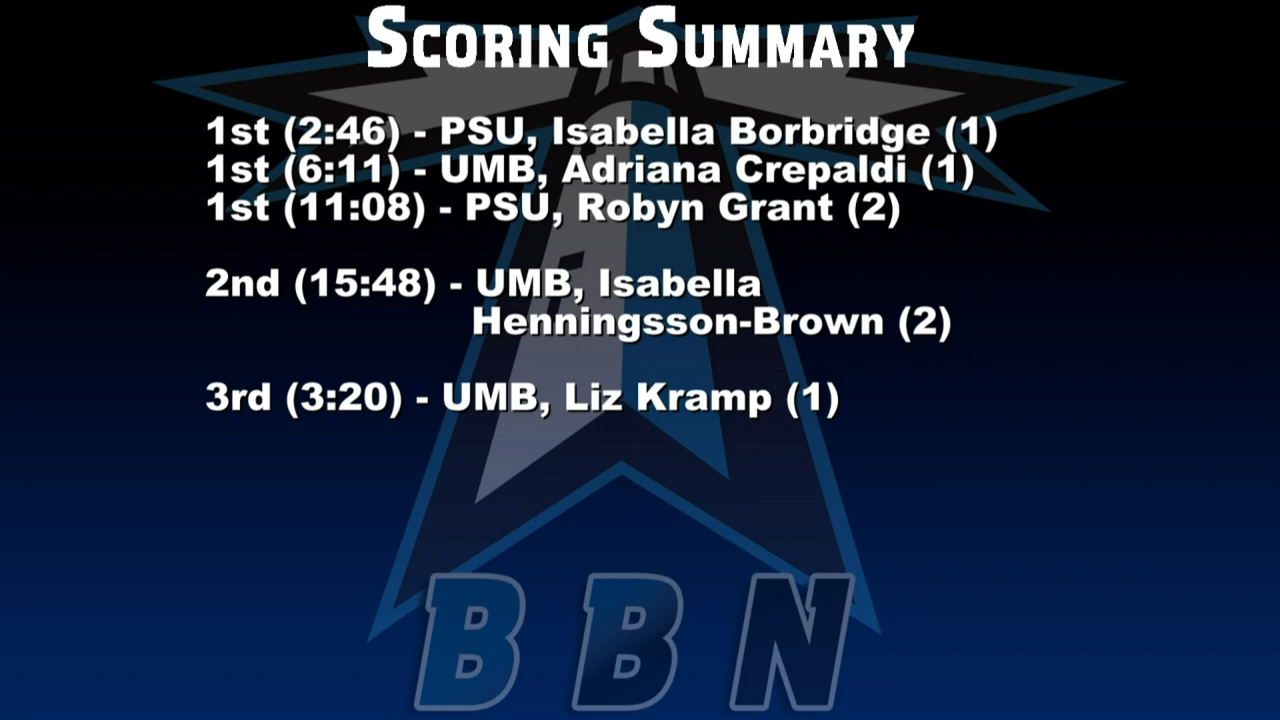 Scoring Summary
1st (2:46) - PSU, Isabella Borbridge (1)
1st (6:11) - UMB, Adriana Crepaldi (1)
1st (11:08) - PSU, Robyn Grant (2)
2nd (15:48) - UMB, Isabella
Henningsson-Brown (2)
3rd (3:20) - UMB, Liz Kramp (1)
BBN